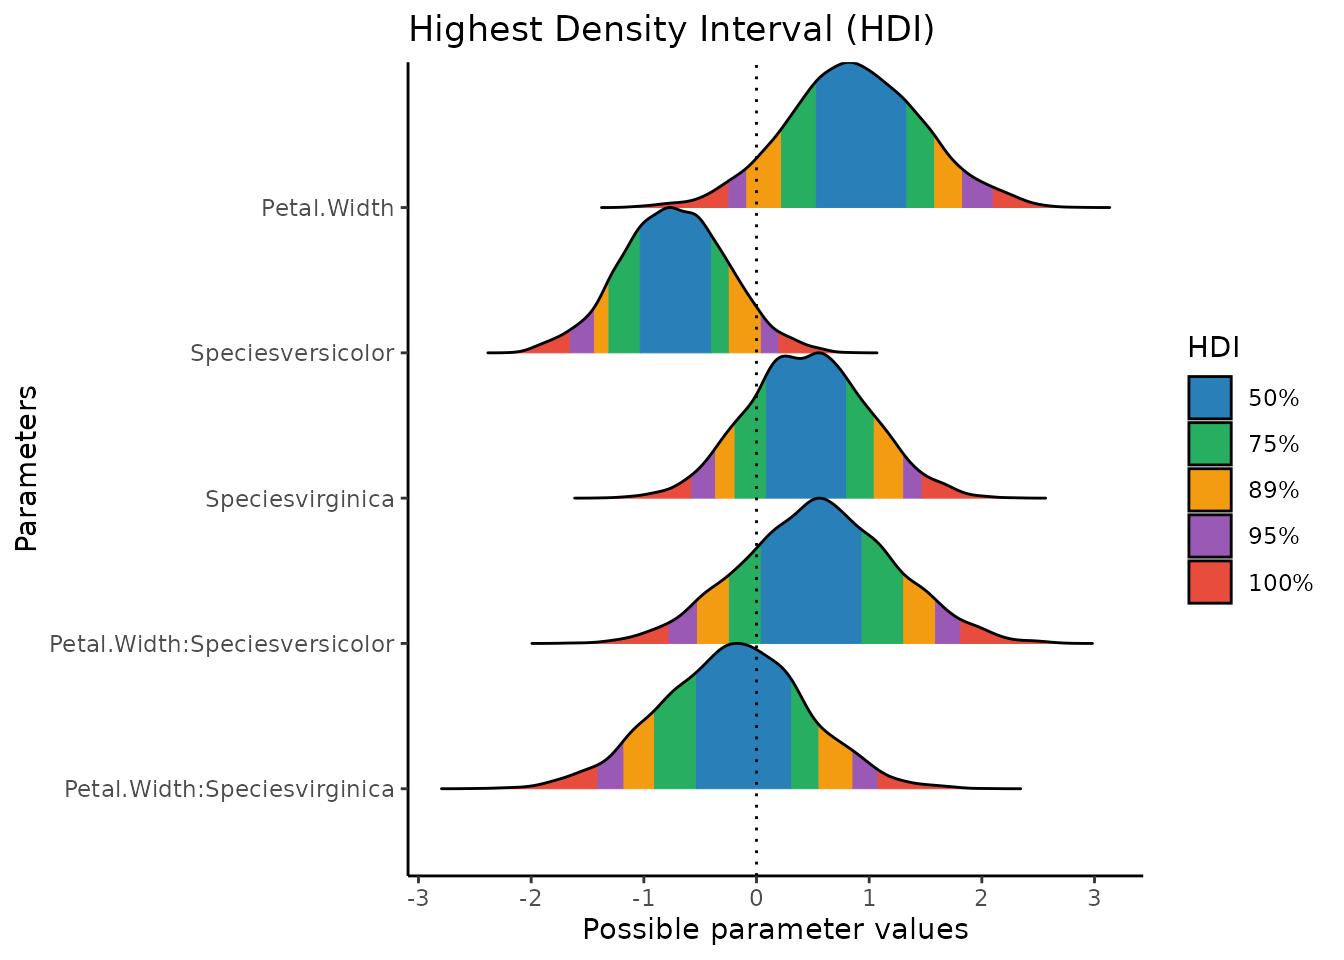 Highest Density Interval (HDI)
Parameters
Petal.Width
Speciesversicolor
Speciesvirginica
Petal.Width:Speciesversicolor
Petal.Width:Speciesvirginica
-3 -2 -1 0 1 2 3
Possible parameter values
HDI
50%
75%
89%
95%
100%